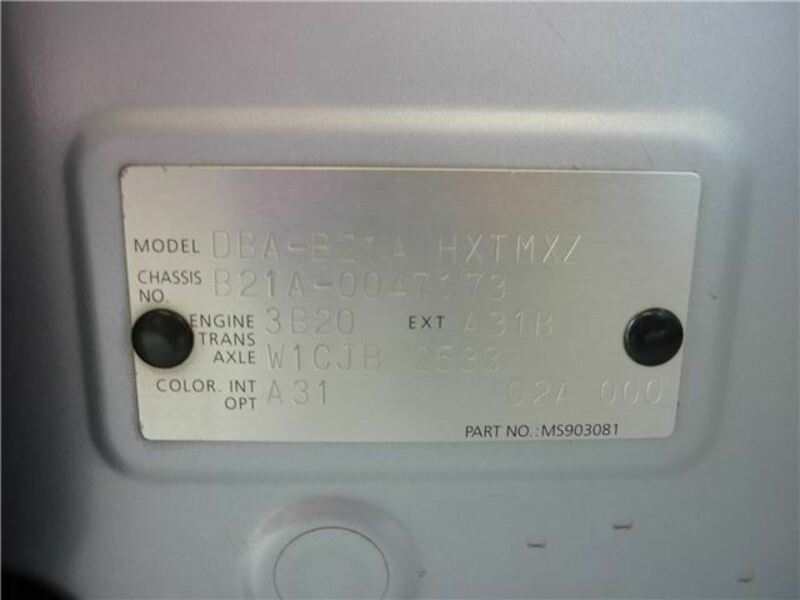 MODEL DBA-B21A HXTMXZ
CHASSIS NO. B21A-0047173
ENGINE 3B20 EXT A31B
TRANS AXLE W1CJB 2533
COLOR. INT OPT A31 02A 000
PART NO.:MS903081